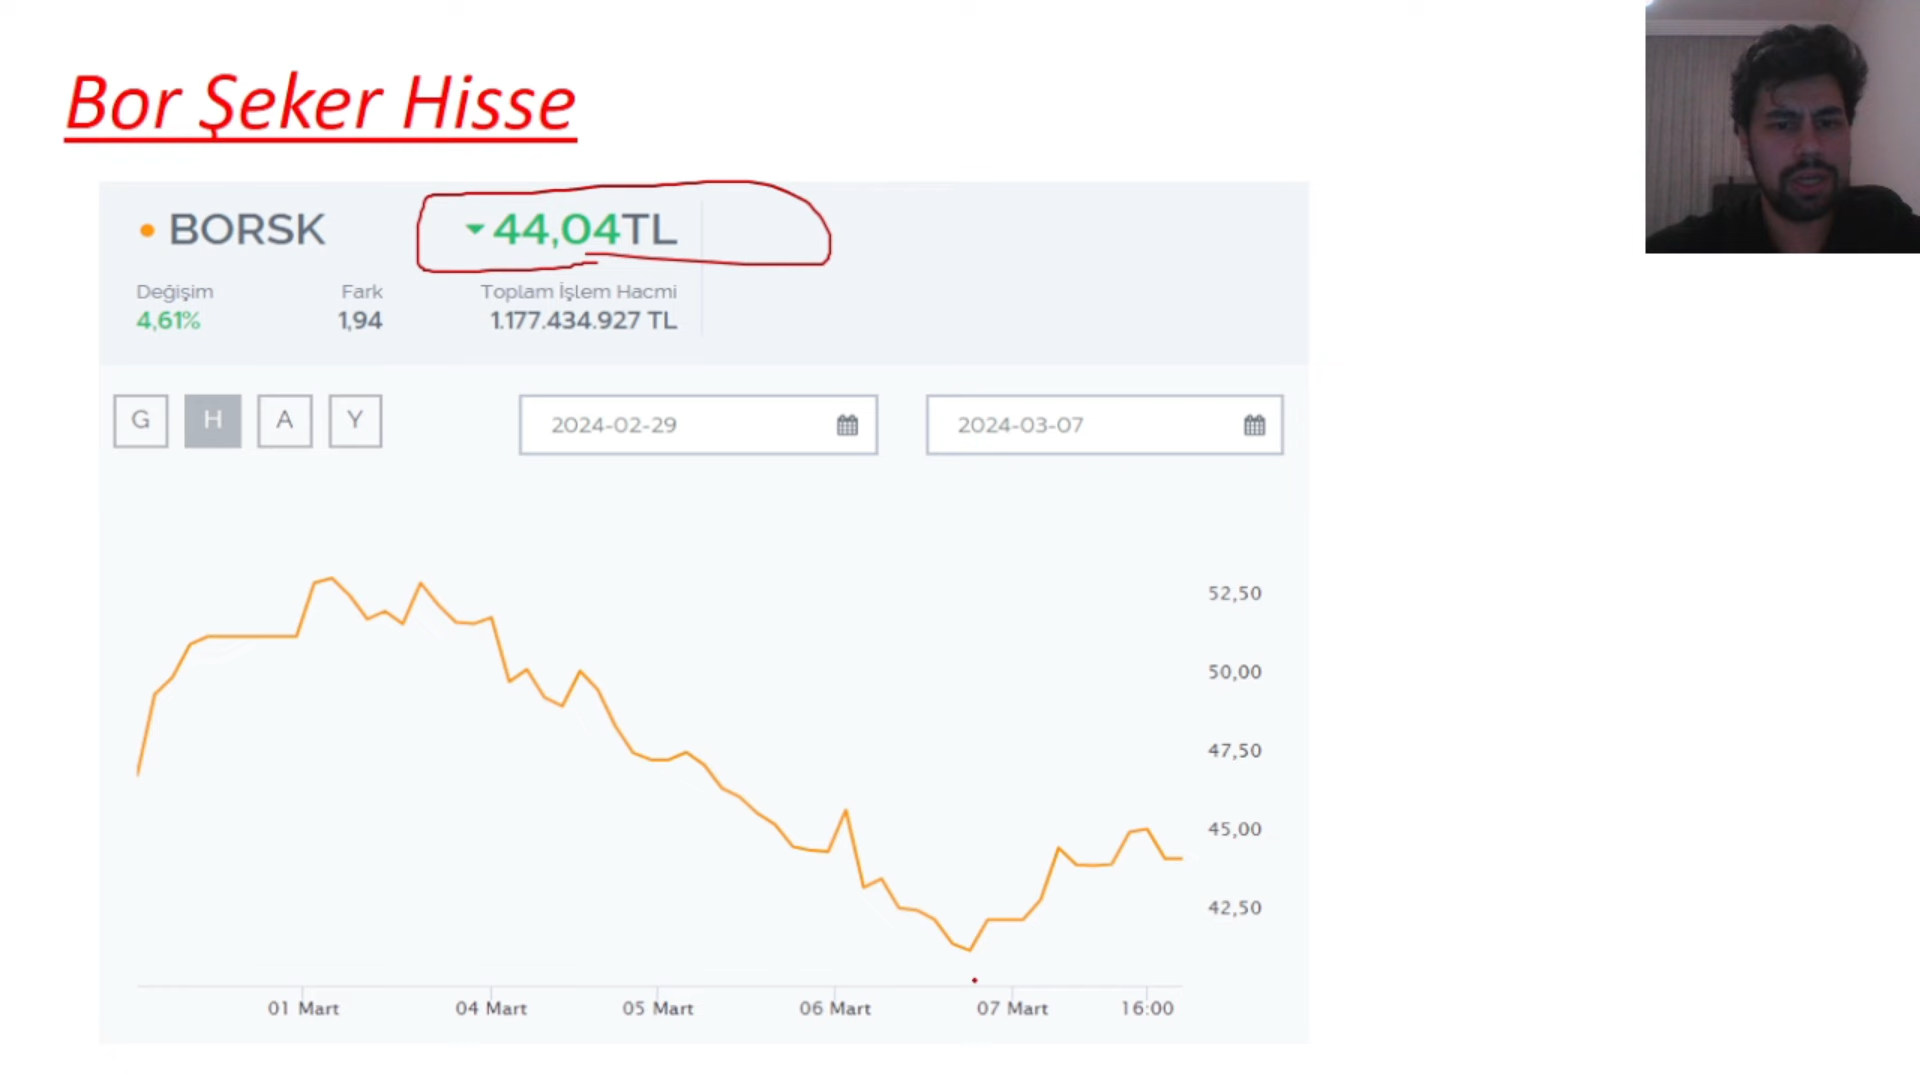 Bor Şeker Hisse
BORSK 44,04TL
Değişim Fark Toplam İşlem Hacmi
4,61% 1,94 1.177.434.927 TL
G H A Y 2024-02-29 2024-03-07
52,50
50,00
47,50
45,00
42,50
01 Mart 04 Mart 05 Mart 06 Mart 07 Mart 16:00